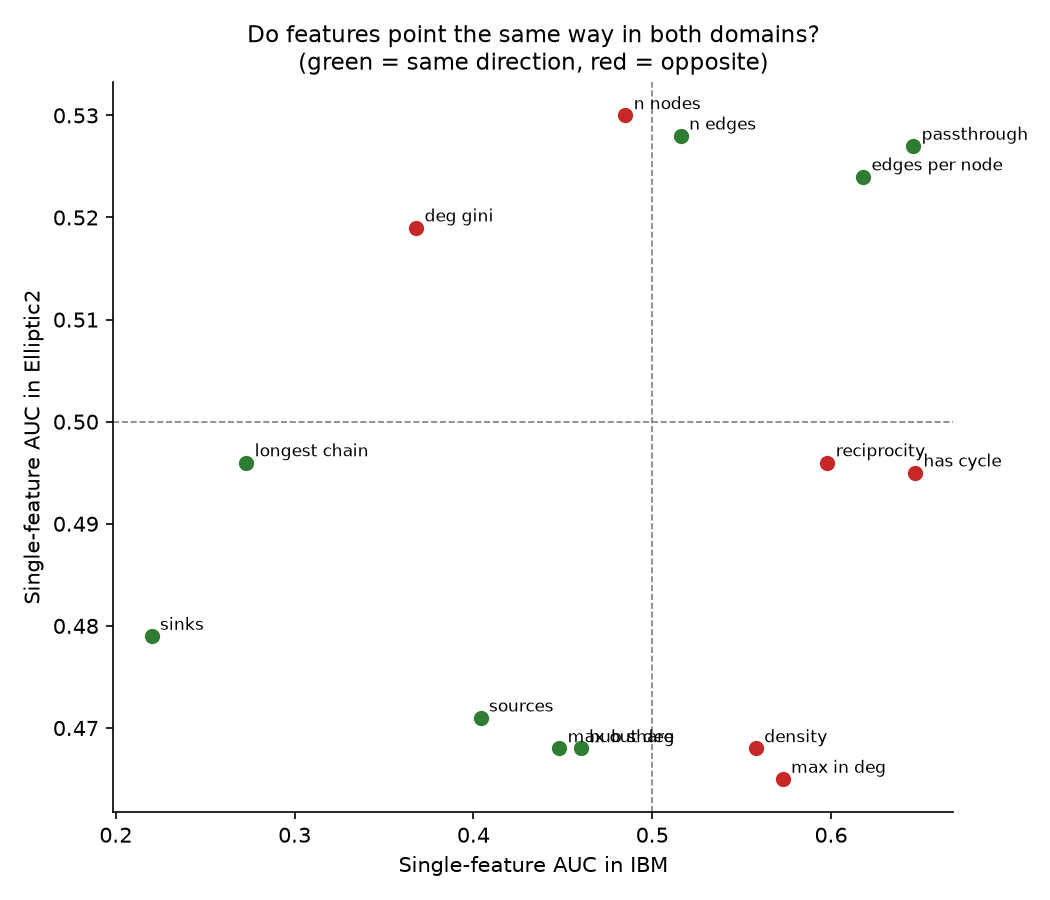 Do features point the same way in both domains?
(green = same direction, red = opposite)
Single-feature AUC in Elliptic2
0.53
0.52
0.51
0.50
0.49
0.48
0.47
n nodes
n edges
passthrough
edges per node
deg gini
longest chain
reciprocity
has cycle
sinks
sources
density
max in deg
0.2
0.3
0.4
0.5
0.6
Single-feature AUC in IBM